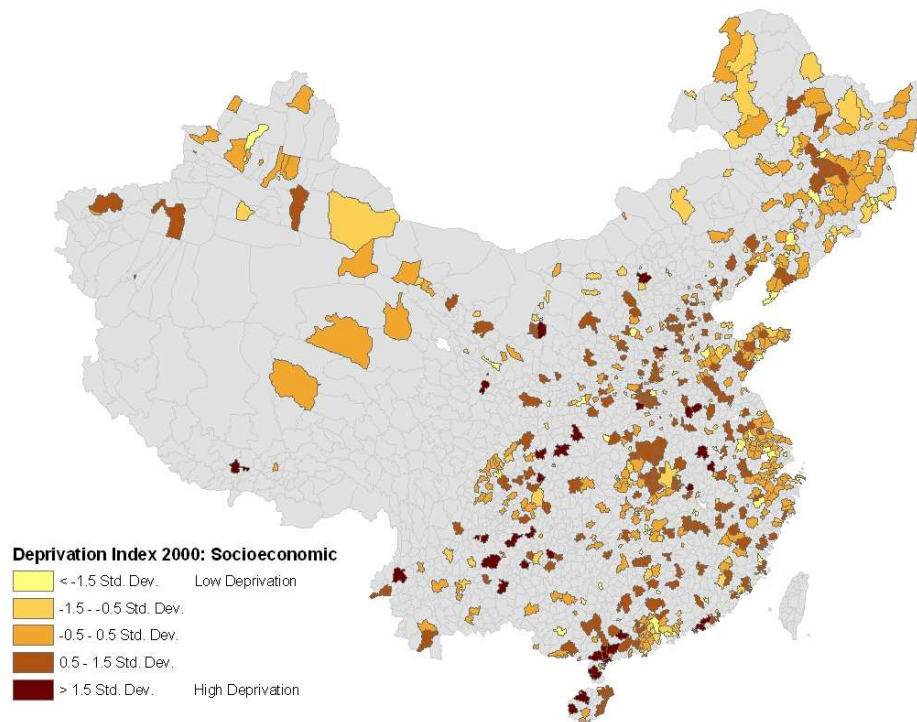 Deprivation Index 2000: Socioeconomic
< -1.5 Std. Dev. Low Deprivation
-1.5 - -0.5 Std. Dev.
-0.5 - 0.5 Std. Dev.
0.5 - 1.5 Std. Dev.
> 1.5 Std. Dev. High Deprivation